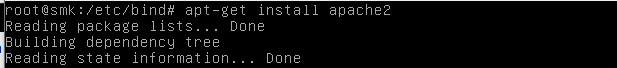 root@smk:/etc/bind# apt-get install apache2
Reading package lists... Done
Building dependency tree
Reading state information... Done